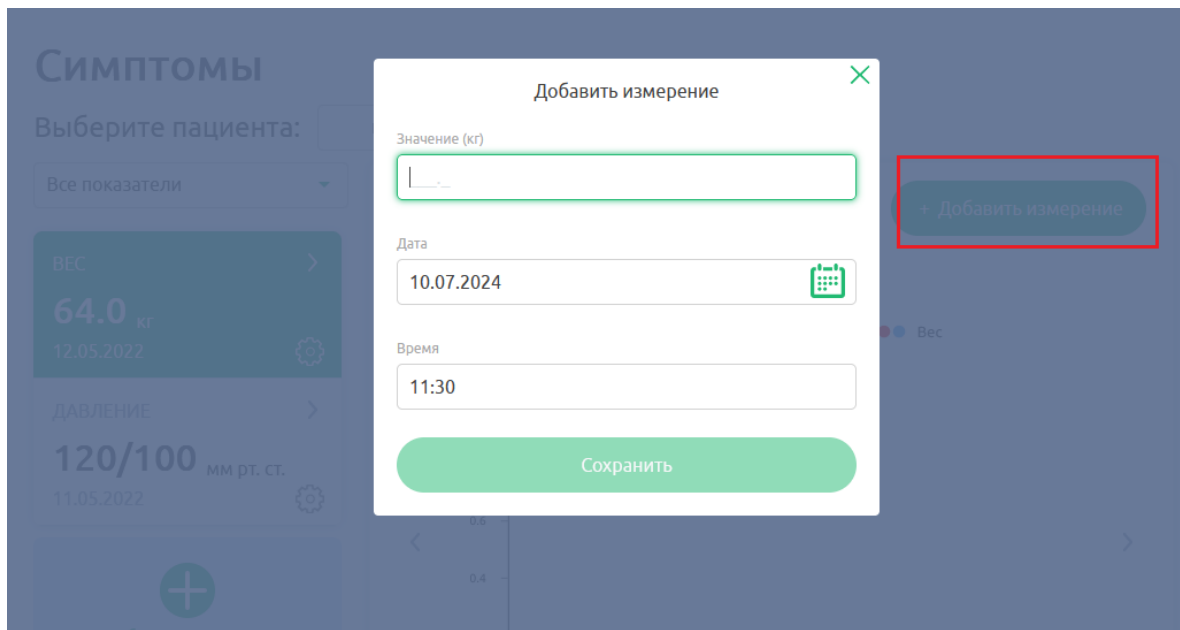 Симптомы
Выберите пациента:
Все показатели
ВЕС
64.0 кг
12.05.2022
ДАВЛЕНИЕ
120/100 мм рт. ст.
11.05.2022
Добавить измерение
Значение (кг)
___._
Дата
10.07.2024
Время
11:30
Сохранить
+ Добавить измерение
Вес
0.6
0.4